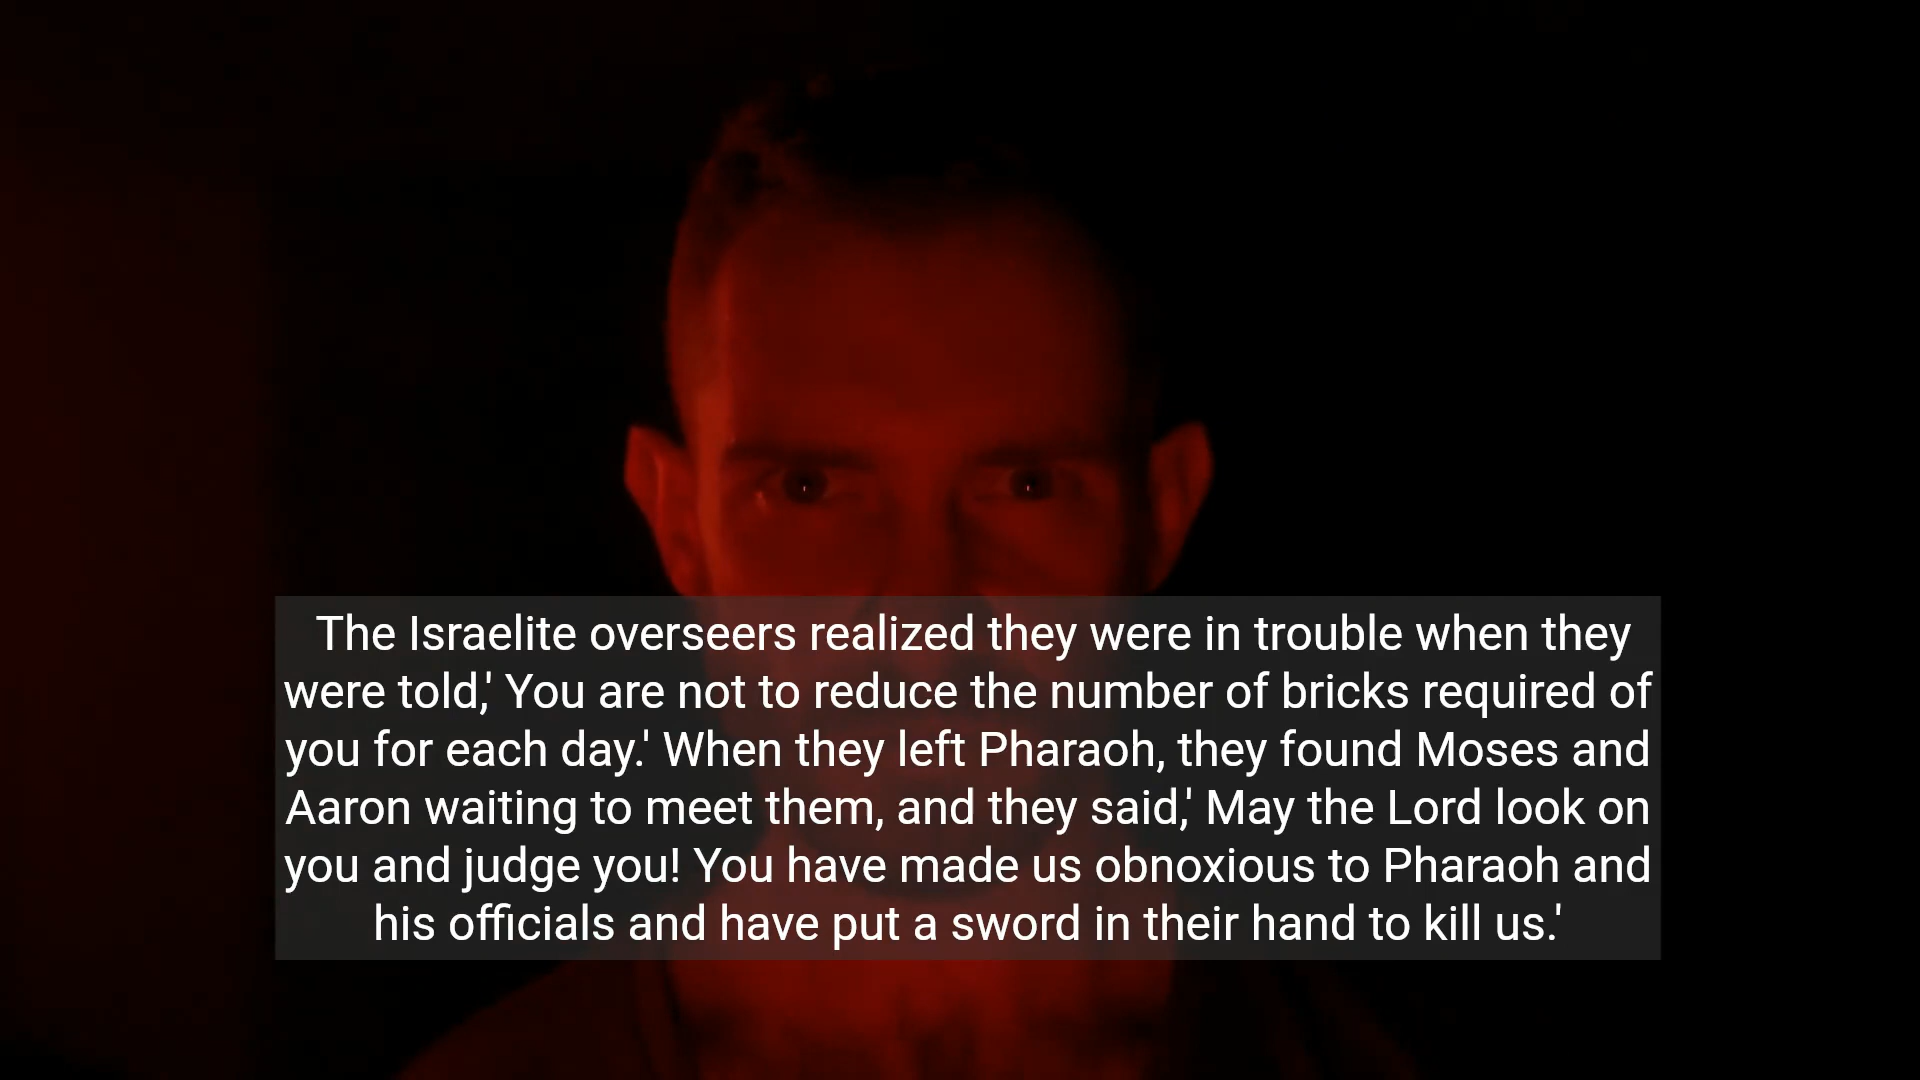 The Israelite overseers realized they were in trouble when they
were told,' You are not to reduce the number of bricks required of
you for each day.' When they left Pharaoh, they found Moses and
Aaron waiting to meet them, and they said,' May the Lord look on
you and judge you! You have made us obnoxious to Pharaoh and
his officials and have put a sword in their hand to kill us.'